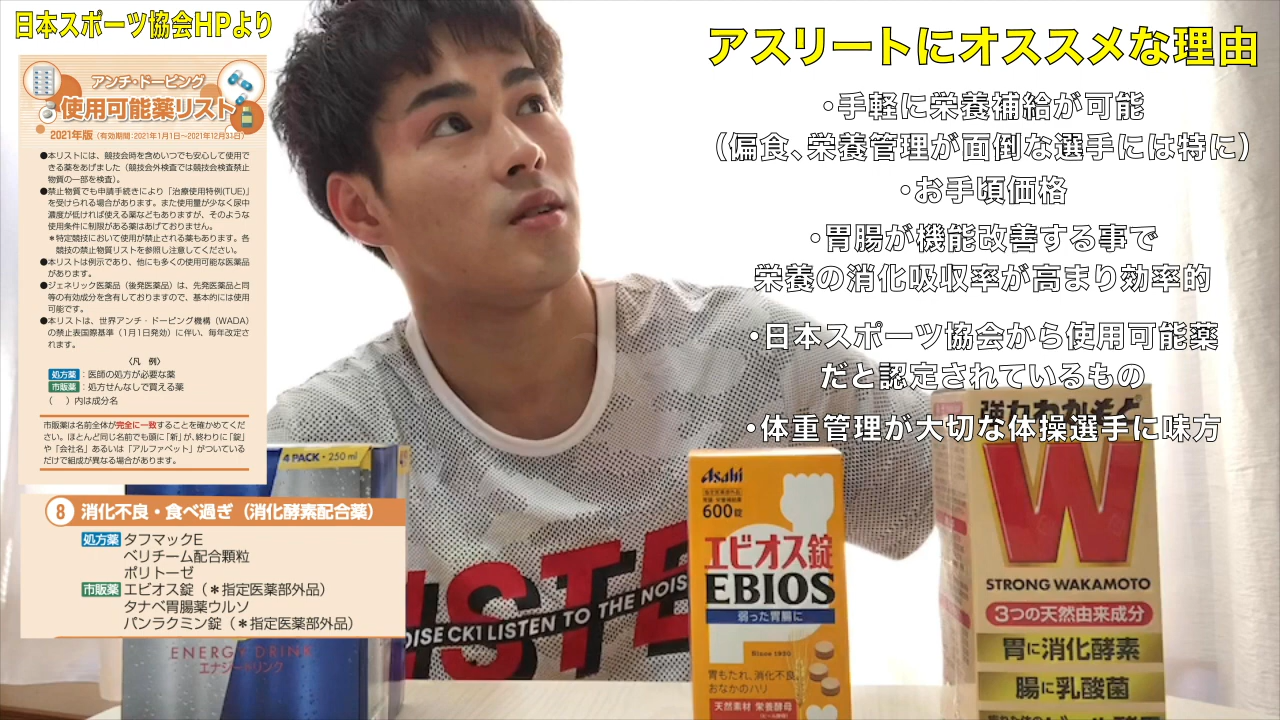 日本スポーツ協会HPより
アンチ・ドーピング
使用可能薬リスト
2021年版（有効期間：2021年1月1日〜2021年12月31日）
●本リストには、競技会時を含めいつでも安心して使用で
きる薬をあげました（競技会外検査では競技会検査禁止
物質の一部を検査）。
●禁止物質でも申請手続きにより「治療使用特例(TUE)」
を受けられる場合があります。また使用量が少なく尿中
濃度が低ければ使える薬などもありますが、そのような
使用条件に制限がある薬はあげておりません。
＊特定競技において使用が禁止される薬もあります。各
競技の禁止物質リストを参照し注意してください。
●本リストは例示であり、他にも多くの使用可能な医薬品
があります。
●ジェネリック医薬品（後発医薬品）は、先発医薬品と同
等の有効成分を含有しておりますので、基本的には使用
可能です。
●本リストは、世界アンチ・ドーピング機構（WADA）
の禁止表国際基準（1月1日発効）に伴い、毎年改定さ
れます。
〈凡　例〉
処方薬：医師の処方が必要な薬
市販薬：処方せんなしで買える薬
（　）内は成分名
市販薬は名前全体が完全に一致することを確かめてくだ
さい。ほとんど同じ名前でも頭に「新」が、終わりに「錠」
や「会社名」あるいは「アルファベット」がついている
だけで組成が異なる場合があります。
8 消化不良・食べ過ぎ（消化酵素配合薬）
処方薬 タフマックE
ベリチーム配合顆粒
ポリトーゼ
市販薬 エビオス錠（＊指定医薬部外品）
タナベ胃腸薬ウルソ
パンラクミン錠（＊指定医薬部外品）
アスリートにオススメな理由
・手軽に栄養補給が可能
（偏食、栄養管理が面倒な選手には特に）
・お手頃価格
・胃腸が機能改善する事で
栄養の消化吸収率が高まり効率的
・日本スポーツ協会から使用可能薬
だと認定されているもの
・体重管理が大切な体操選手に味方
4 PACK・250 ml
ENERGY DRINK
エナジードリンク
OISE CK1 LISTEN TO THE NOIS
Asahi
600錠
エビオス錠
EBIOS
弱った胃腸に
Since 1930
胃もたれ、消化不良、
おなかのハリ
天然素材 栄養酵母
強力わかもと
W
STRONG WAKAMOTO
3つの天然由来成分
胃に消化酵素
腸に乳酸菌